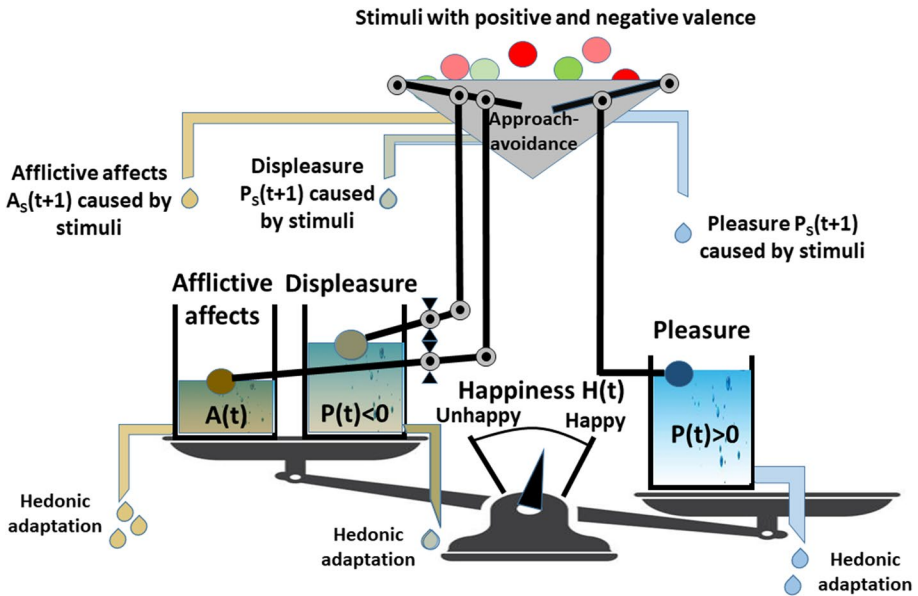 Stimuli with positive and negative valence
Approach-
avoidance
Afflictive affects
A_S(t+1) caused by
stimuli
Displeasure
P_S(t+1) caused
by stimuli
Pleasure P_S(t+1)
caused by stimuli
Afflictive
affects
Displeasure
Pleasure
A(t)
P(t)<0
Happiness H(t)
Unhappy
Happy
P(t)>0
Hedonic
adaptation
Hedonic
adaptation
Hedonic
adaptation